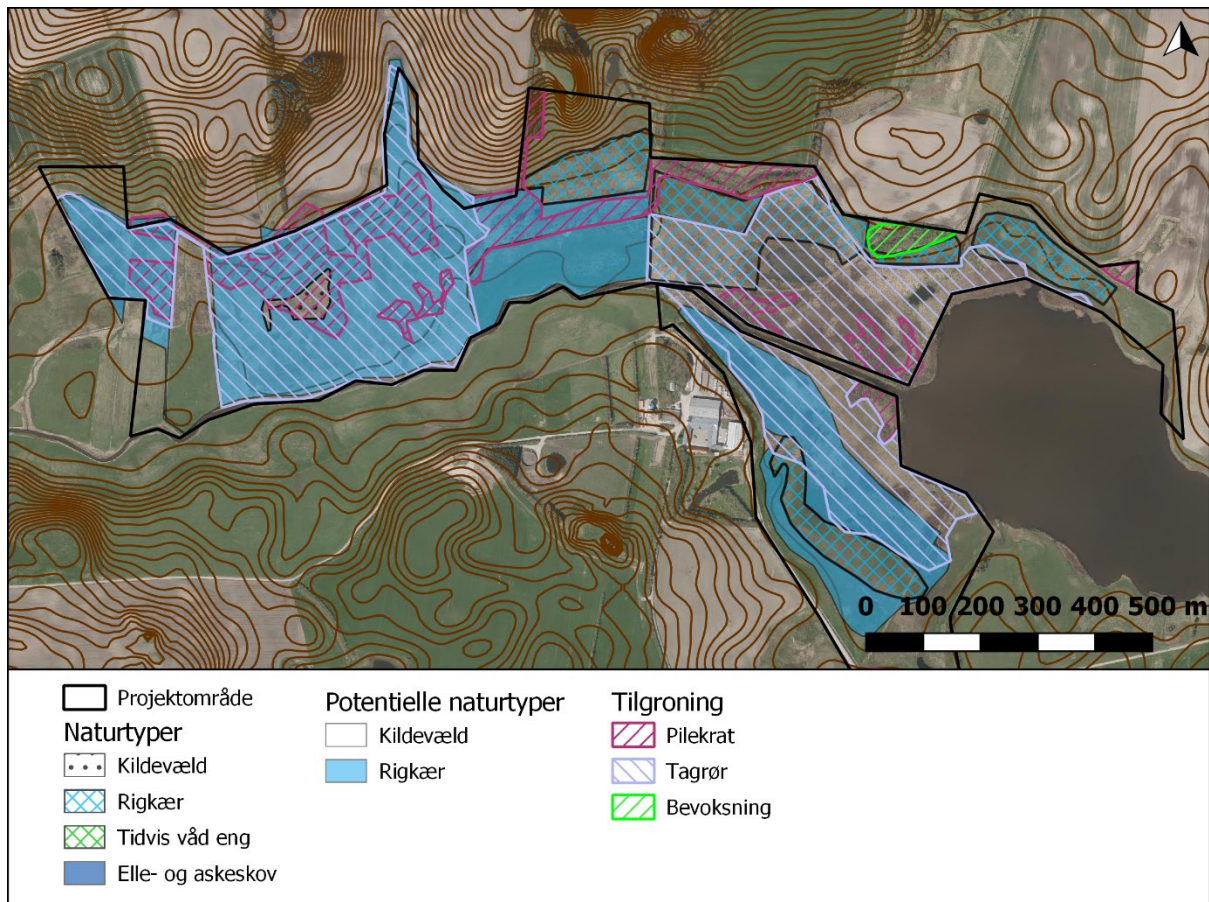 0 100 200 300 400 500 m
Projektområde
Naturtyper
Kildevæld
Rigkær
Tidvis våd eng
Elle- og askeskov
Potentielle naturtyper
Kildevæld
Rigkær
Tilgroning
Pilekrat
Tagrør
Bevoksning